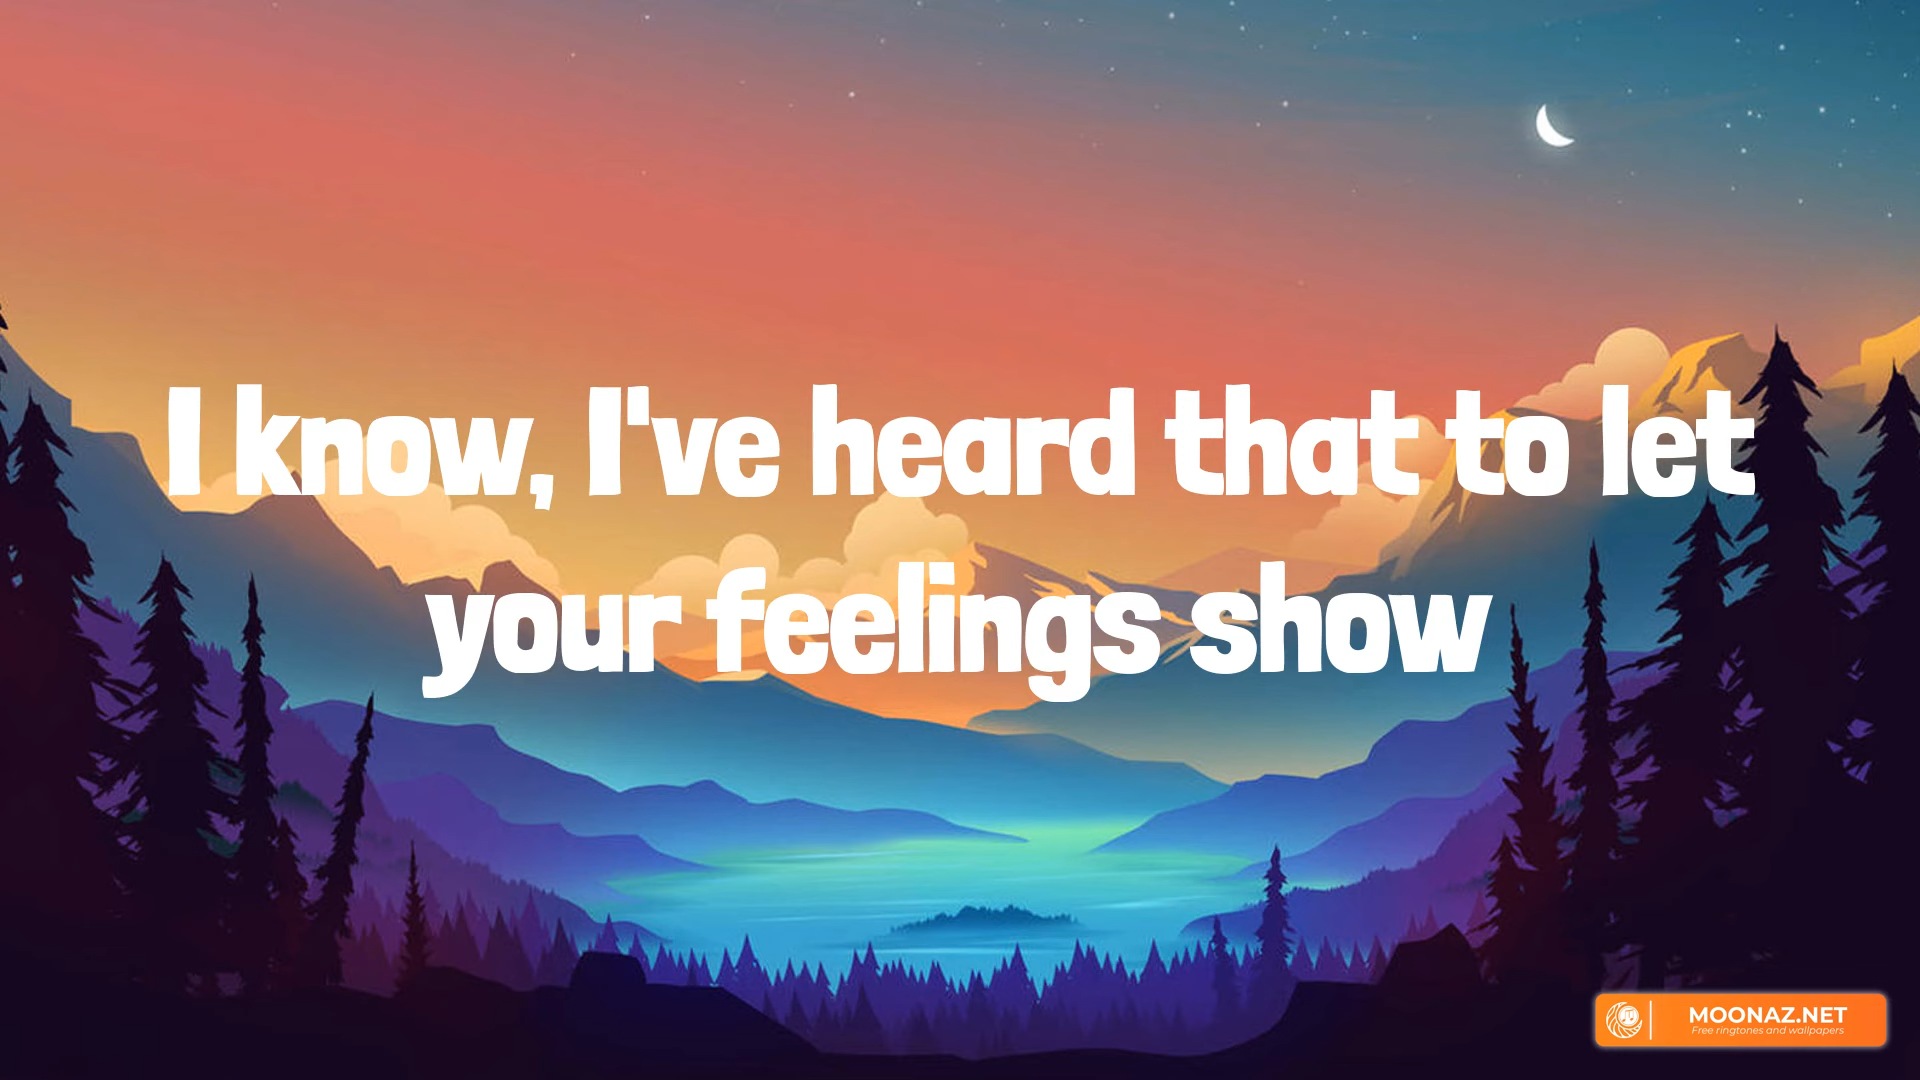 I know, I've heard that to let
your feelings show
MOONAZ.NET
Free ringtones and wallpapers